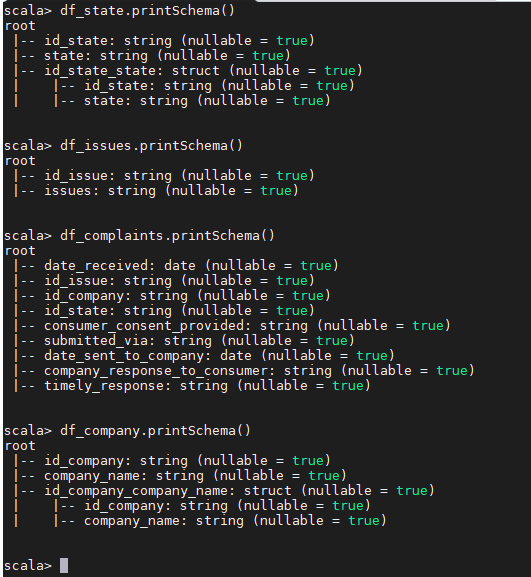 scala> df_state.printSchema()
root
 |-- id_state: string (nullable = true)
 |-- state: string (nullable = true)
 |-- id_state_state: struct (nullable = true)
 |    |-- id_state: string (nullable = true)
 |    |-- state: string (nullable = true)
scala> df_issues.printSchema()
root
 |-- id_issue: string (nullable = true)
 |-- issues: string (nullable = true)
scala> df_complaints.printSchema()
root
 |-- date_received: date (nullable = true)
 |-- id_issue: string (nullable = true)
 |-- id_company: string (nullable = true)
 |-- id_state: string (nullable = true)
 |-- consumer_consent_provided: string (nullable = true)
 |-- submitted_via: string (nullable = true)
 |-- date_sent_to_company: date (nullable = true)
 |-- company_response_to_consumer: string (nullable = true)
 |-- timely_response: string (nullable = true)
scala> df_company.printSchema()
root
 |-- id_company: string (nullable = true)
 |-- company_name: string (nullable = true)
 |-- id_company_company_name: struct (nullable = true)
 |    |-- id_company: string (nullable = true)
 |    |-- company_name: string (nullable = true)
scala>